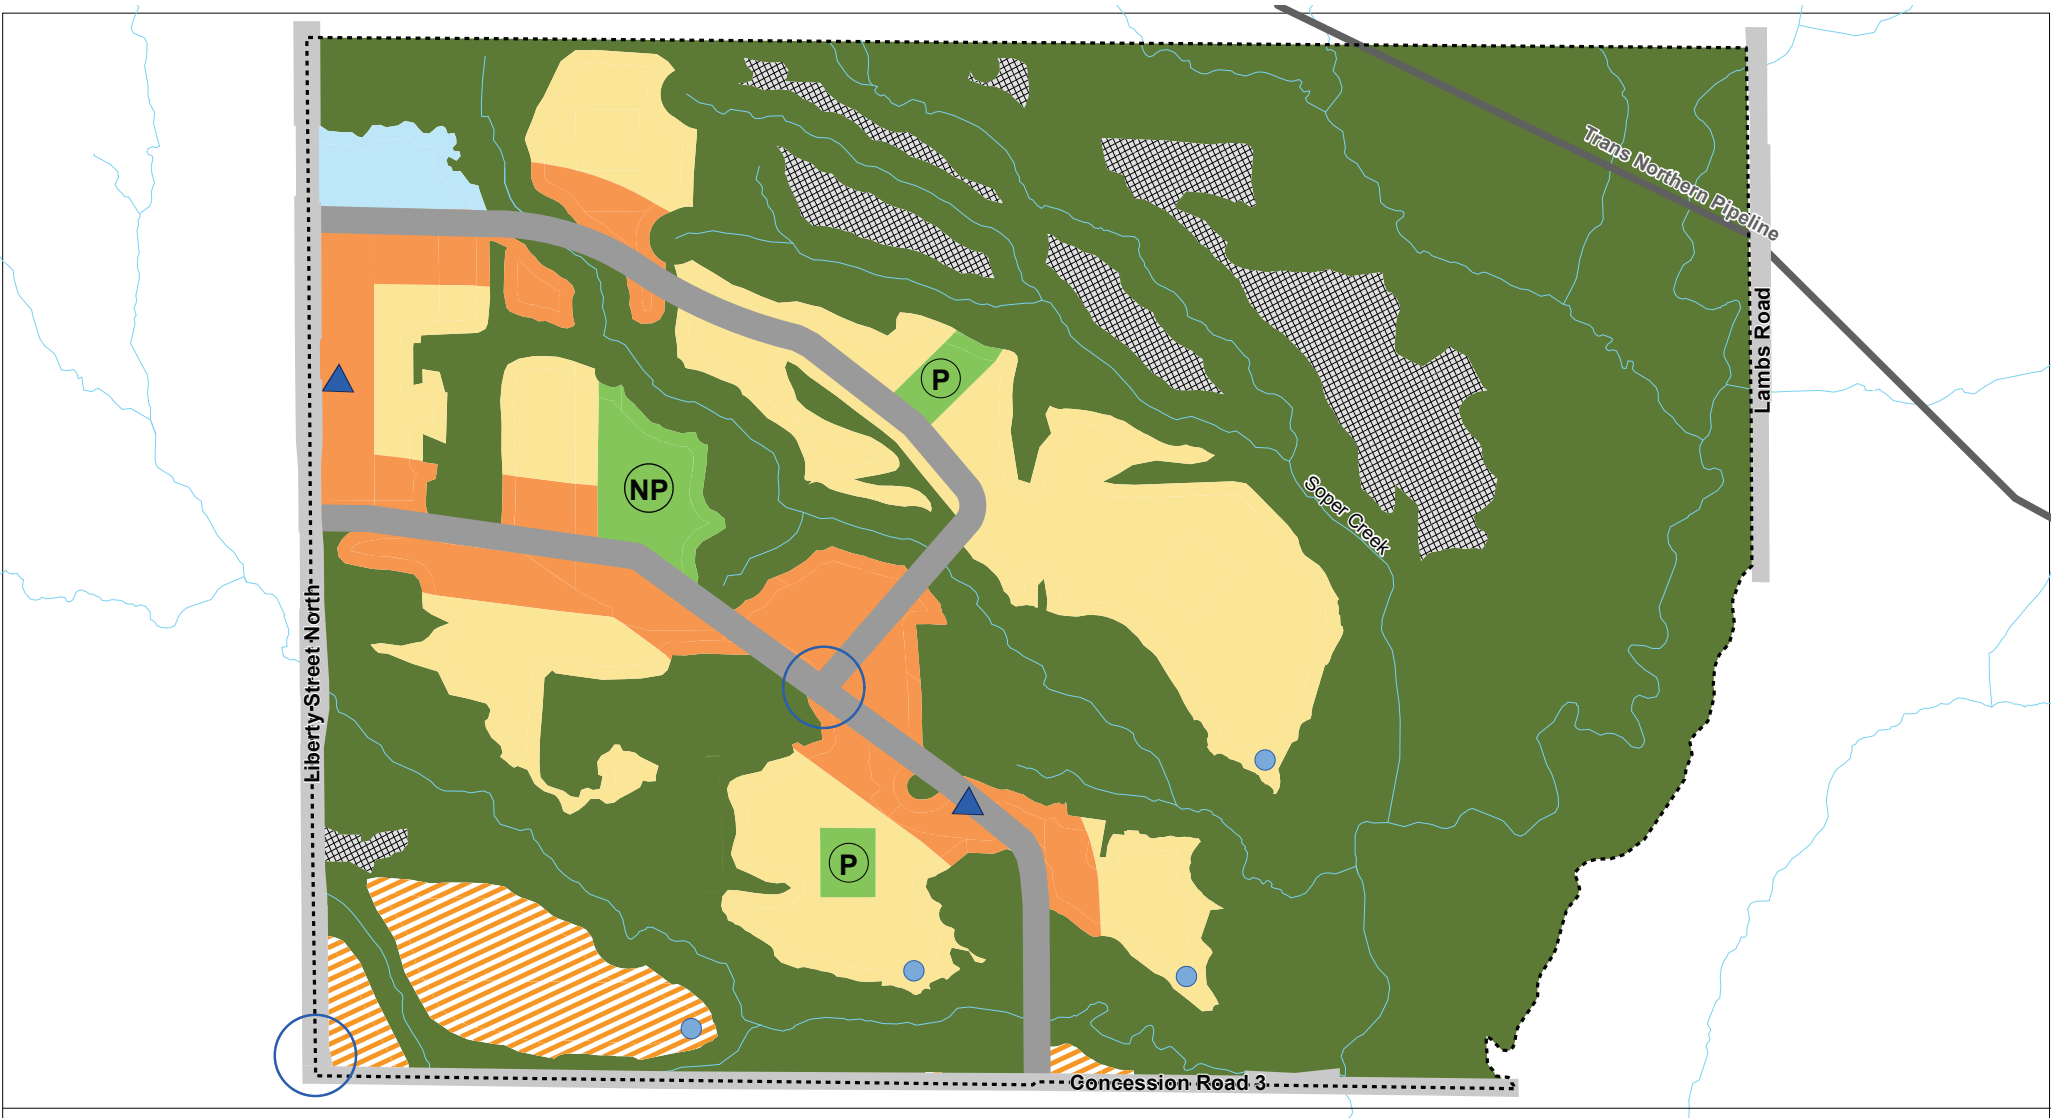 Trans Northern Pipeline
Lambs Road
P
NP
Soper Creek
Liberty Street North
P
Concession Road 3